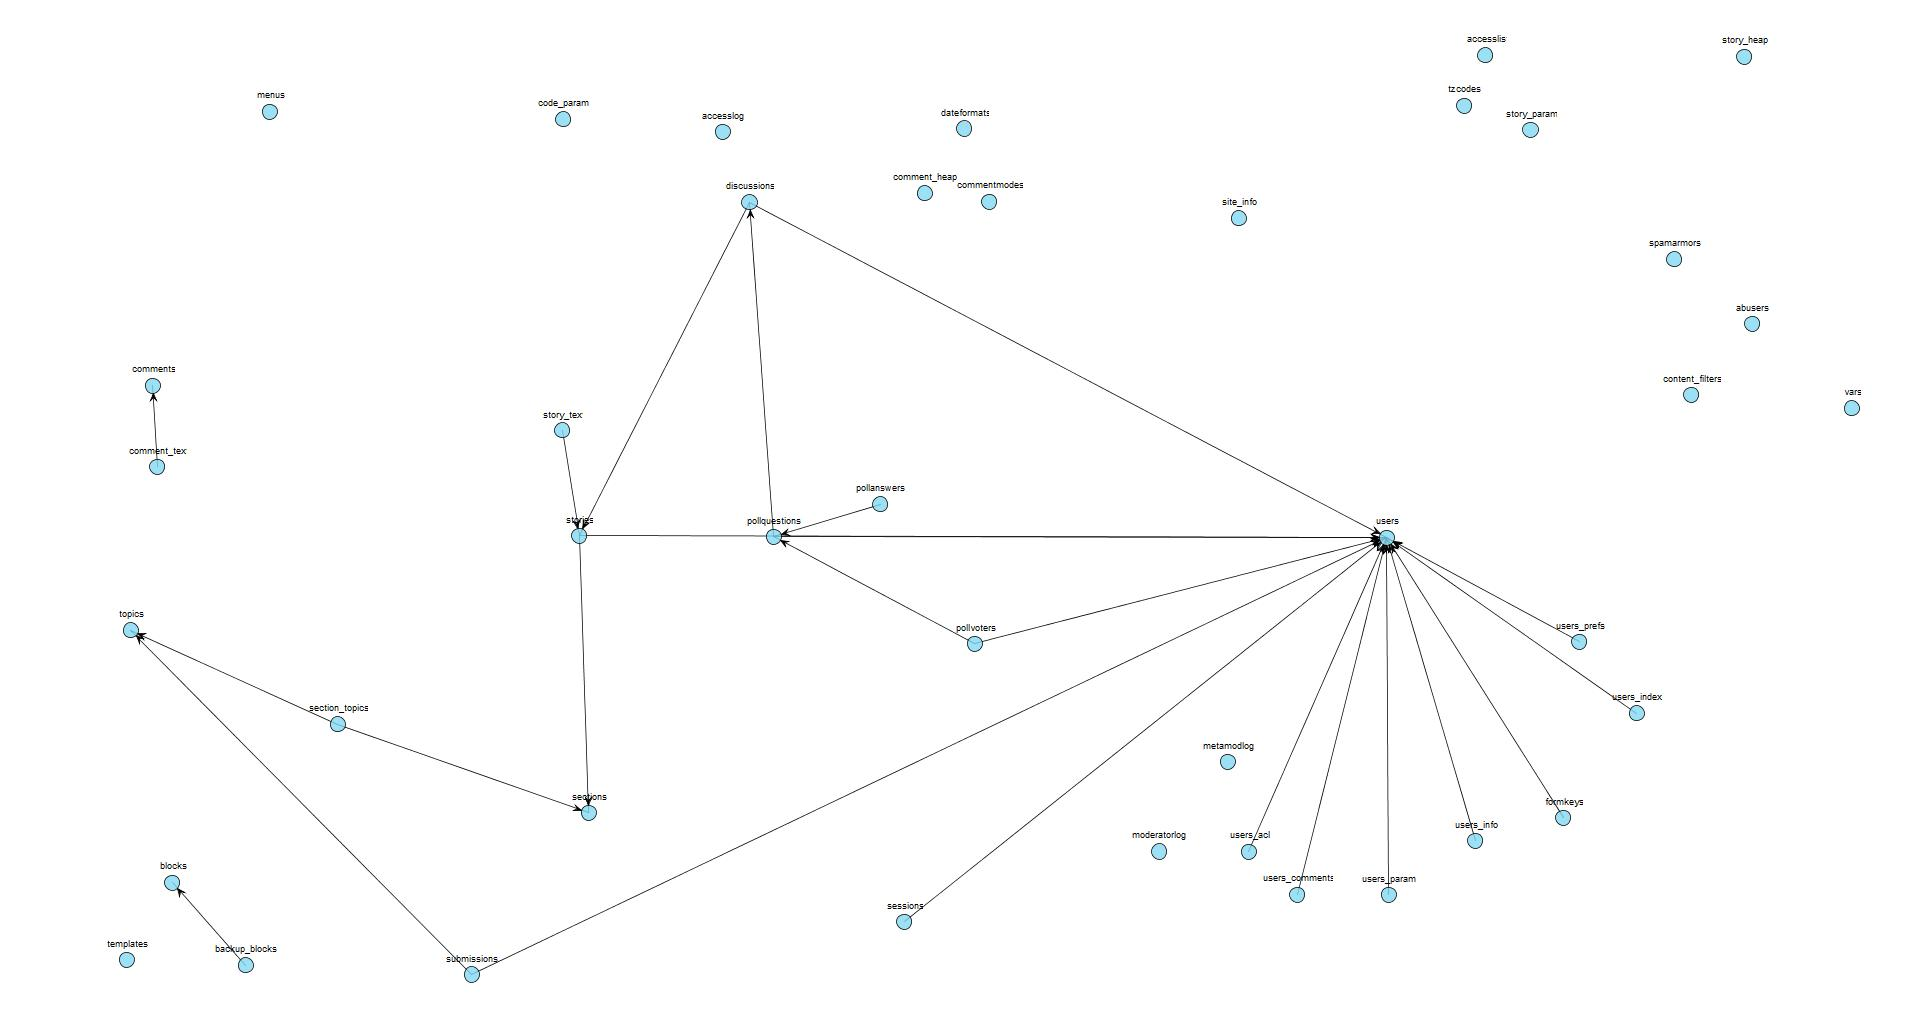 accesslis
story_heap
menus
code_param
tzcodes
accesslog
dateformats
story_param
discussions
comment_heap
commentmodes
site_info
spamarmors
abusers
comments
content_filters
vars
story_tex
comment_tex
pollanswers
stories
pollquestions
users
topics
pollvoters
users_prefs
section_topics
users_index
metamodlog
sections
formkeys
moderatorlog
users_acl
users_info
blocks
users_comments
users_param
sessions
templates
backup_blocks
submissions